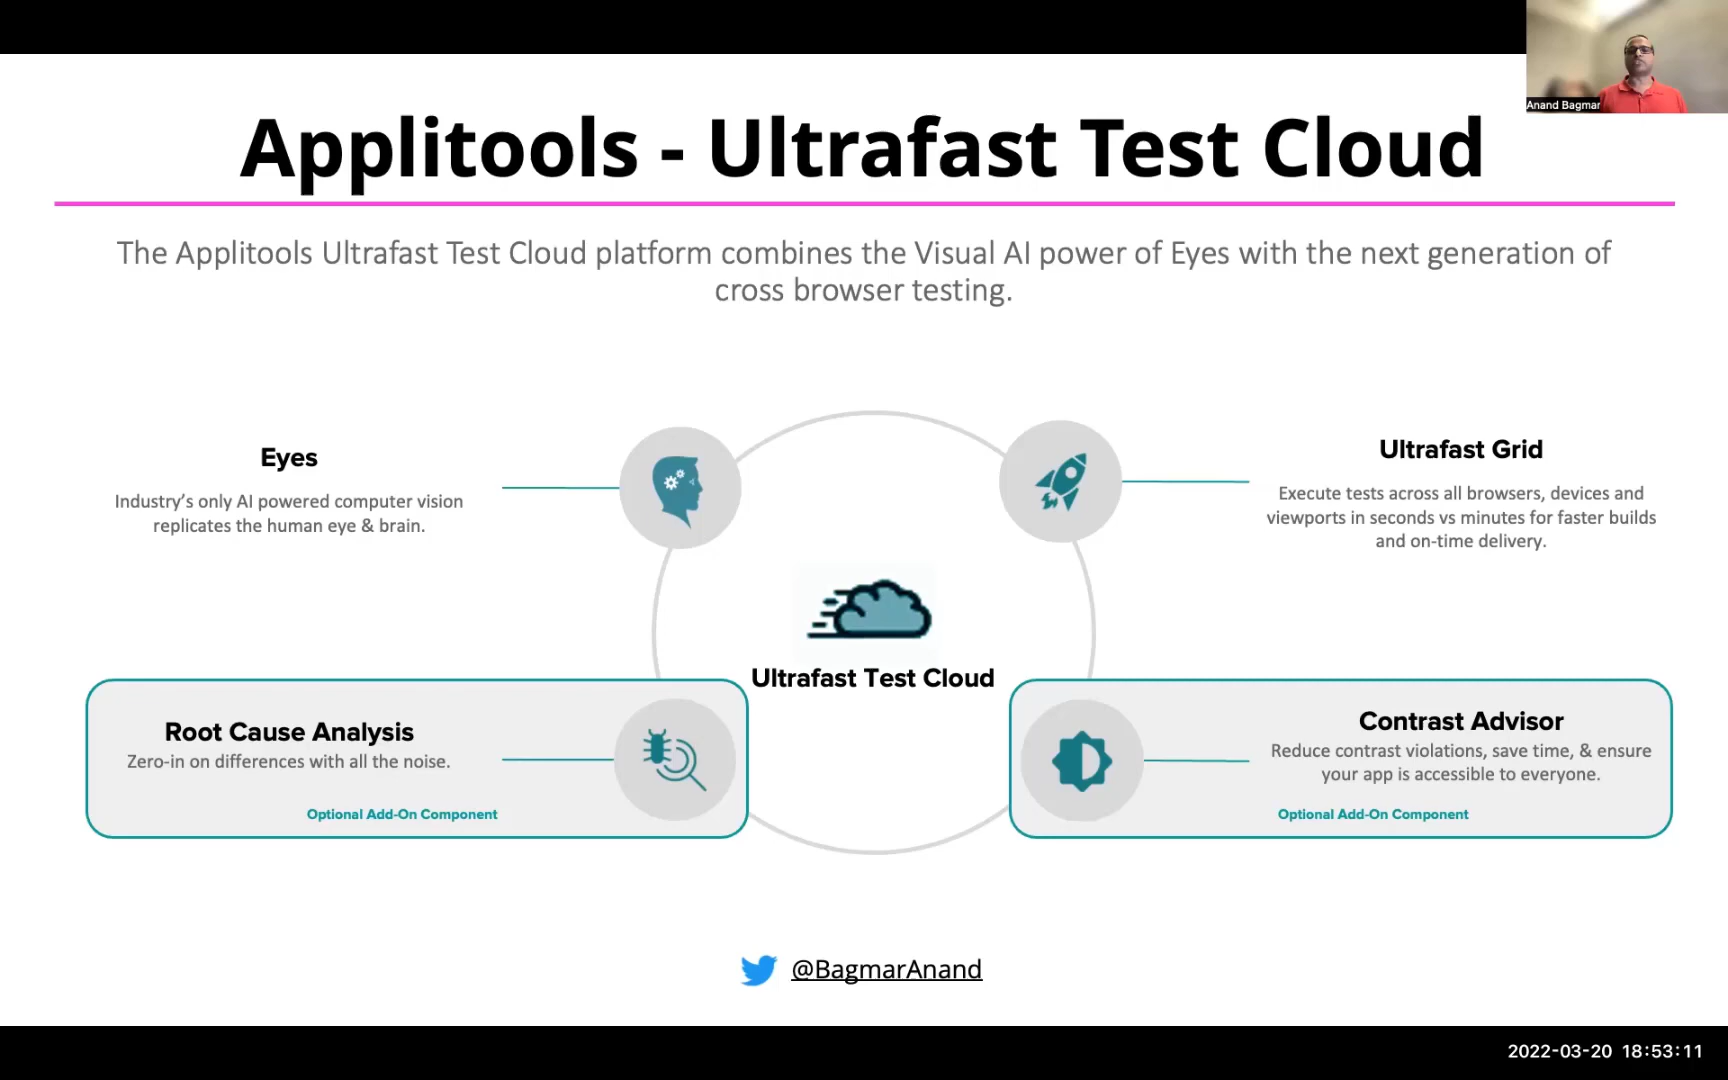 Anand Bagmar
Applitools - Ultrafast Test Cloud
The Applitools Ultrafast Test Cloud platform combines the Visual AI power of Eyes with the next generation of
cross browser testing.
Eyes
Industry’s only AI powered computer vision
replicates the human eye & brain.
Ultrafast Grid
Execute tests across all browsers, devices and
viewports in seconds vs minutes for faster builds
and on-time delivery.
Ultrafast Test Cloud
Root Cause Analysis
Zero-in on differences with all the noise.
Optional Add-On Component
Contrast Advisor
Reduce contrast violations, save time, & ensure
your app is accessible to everyone.
Optional Add-On Component
@BagmarAnand
2022-03-20 18:53:11